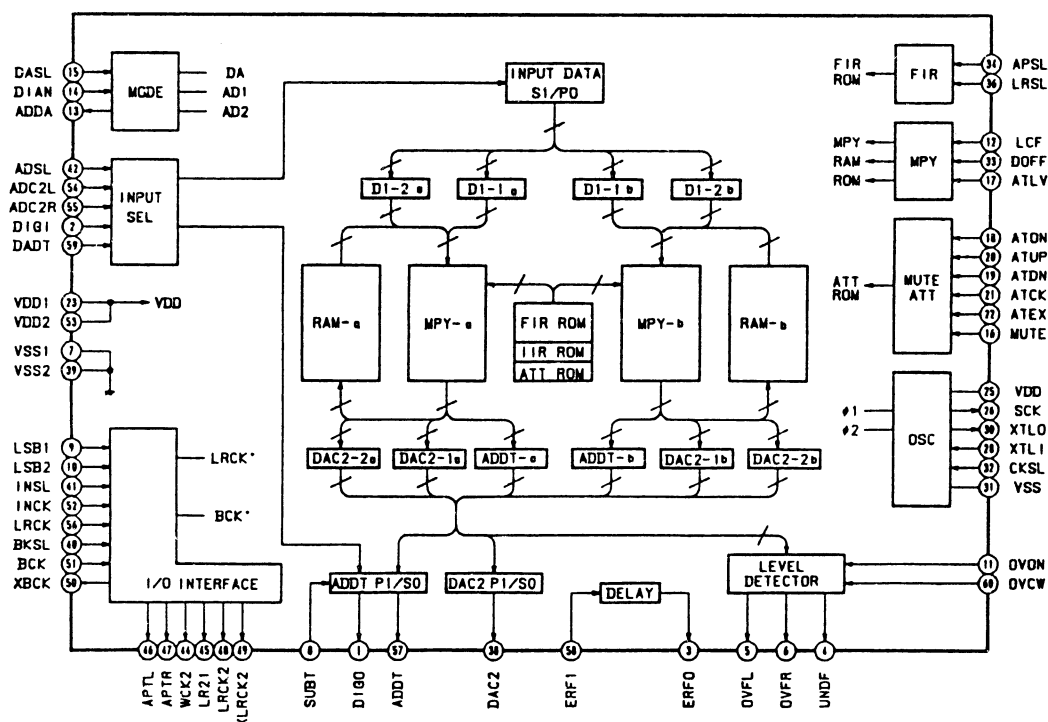 DASL 15
DIAN 14
ADDA 13
MODE
DA
AD1
AD2
INPUT DATA
SI/PO
FIR
ROM
FIR
34 APSL
36 LRSL
MPY
RAM
ROM
MPY
12 LCF
33 DOFF
17 ATLV
ADSL 42
ADC2L 54
ADC2R 55
DIGI 2
DADT 59
INPUT
SEL
D1-2a
D1-1a
D1-1b
D1-2b
ATT
ROM
MUTE
ATT
18 ATON
20 ATUP
19 ATDN
21 ATCK
22 ATEX
16 MUTE
VDD1 23
VDD2 53
VDD
VSS1 7
VSS2 39
RAM-a
MPY-a
FIR ROM
IIR ROM
ATT ROM
MPY-b
RAM-b
φ1
φ2
OSC
25 VDD
26 SCK
30 XTLO
28 XTLI
32 CKSL
31 VSS
LSB1 9
LSB2 10
INSL 41
INCK 52
LRCK 56
BKSL 40
BCK 51
XBCK 50
LRCK*
BCK*
I/O INTERFACE
DAC2-2a
DAC2-1a
ADDT-a
ADDT-b
DAC2-1b
DAC2-2b
ADDT PI/SO
DAC2 PI/SO
DELAY
LEVEL
DETECTOR
11 OVON
60 OVCW
46 47 44 45 48 49
APTL
APTR
WCK2
LR21
LRCK2
XLRCK2
SUBT
1 DIGO
57 ADDT
38 DAC2
58 ERFI
3 ERFO
5 OVFL
6 OVFR
4 UNDF